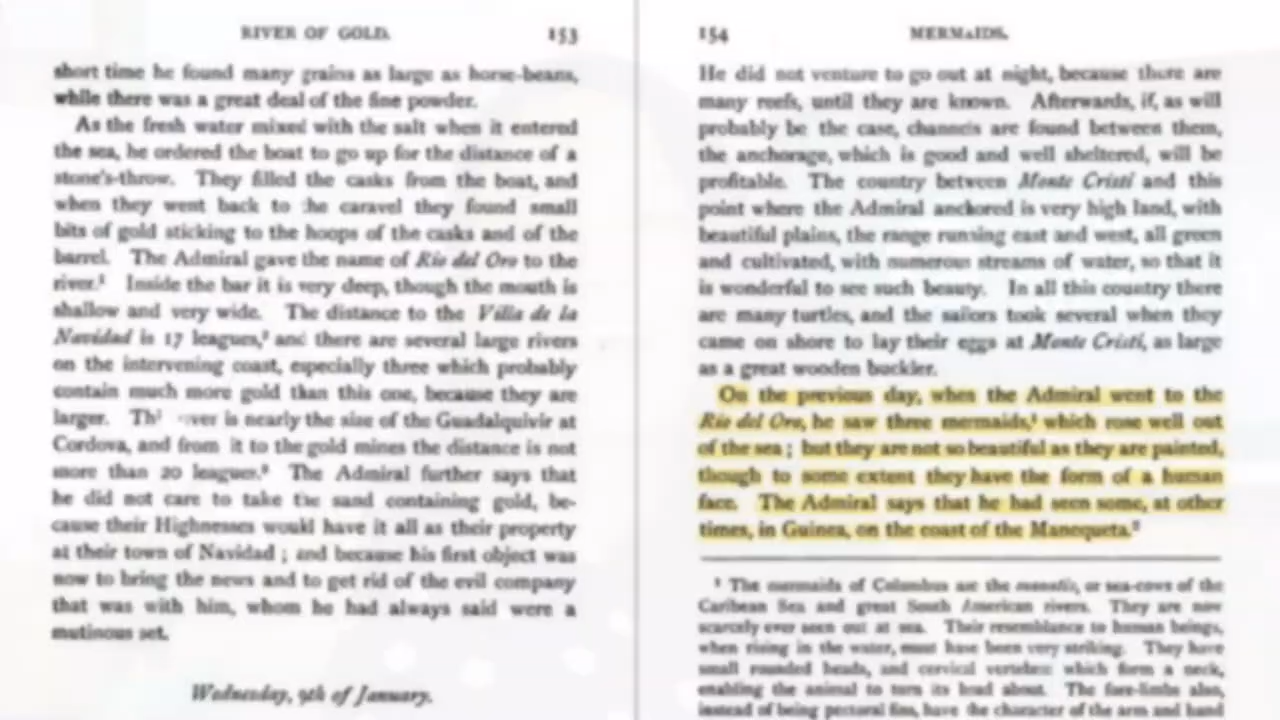 RIVER OF GOLD. 153
short time he found many grains as large as horse-beans,
while there was a great deal of the fine powder.
As the fresh water mixed with the salt when it entered
the sea, he ordered the boat to go up for the distance of a
stone's-throw. They filled the casks from the boat, and
when they went back to the caravel they found small
bits of gold sticking to the hoops of the casks and of the
barrel. The Admiral gave the name of Rio del Oro to the
river.¹ Inside the bar it is very deep, though the mouth is
shallow and very wide. The distance to the Villa de la
Navidad is 17 leagues,² and there are several large rivers
on the intervening coast, especially three which probably
contain much more gold than this one, because they are
larger. Th ver is nearly the size of the Guadalquivir at
Cordova, and from it to the gold mines the distance is not
more than 20 leagues.³ The Admiral further says that
he did not care to take the sand containing gold, be-
cause their Highnesses would have it all as their property
at their town of Navidad ; and because his first object was
now to bring the news and to get rid of the evil company
that was with him, whom he had always said were a
mutinous set.
Wednesday, 9th of January.
154 MERMAIDS.
He did not venture to go out at night, because there are
many reefs, until they are known. Afterwards, if, as will
probably be the case, channels are found between them,
the anchorage, which is good and well sheltered, will be
profitable. The country between Monte Cristi and this
point where the Admiral anchored is very high land, with
beautiful plains, the range running east and west, all green
and cultivated, with numerous streams of water, so that it
is wonderful to see such beauty. In all this country there
are many turtles, and the sailors took several when they
came on shore to lay their eggs at Monte Cristi, as large
as a great wooden buckler.
On the previous day, when the Admiral went to the
Rio del Oro, he saw three mermaids,¹ which rose well out
of the sea ; but they are not so beautiful as they are painted,
though to some extent they have the form of a human
face. The Admiral says that he had seen some, at other
times, in Guinea, on the coast of the Manequeta.²
¹ The mermaids of Columbus are the manatis, or sea-cows of the
Caribean Sea and great South American rivers. They are now
scarcely ever seen out at sea. Their resemblance to human beings,
when rising in the water, must have been very striking. They have
small rounded heads, and cervical vertebræ which form a neck,
enabling the animal to turn its head about. The fore-limbs also,
instead of being pectoral fins, have the character of the arm and hand